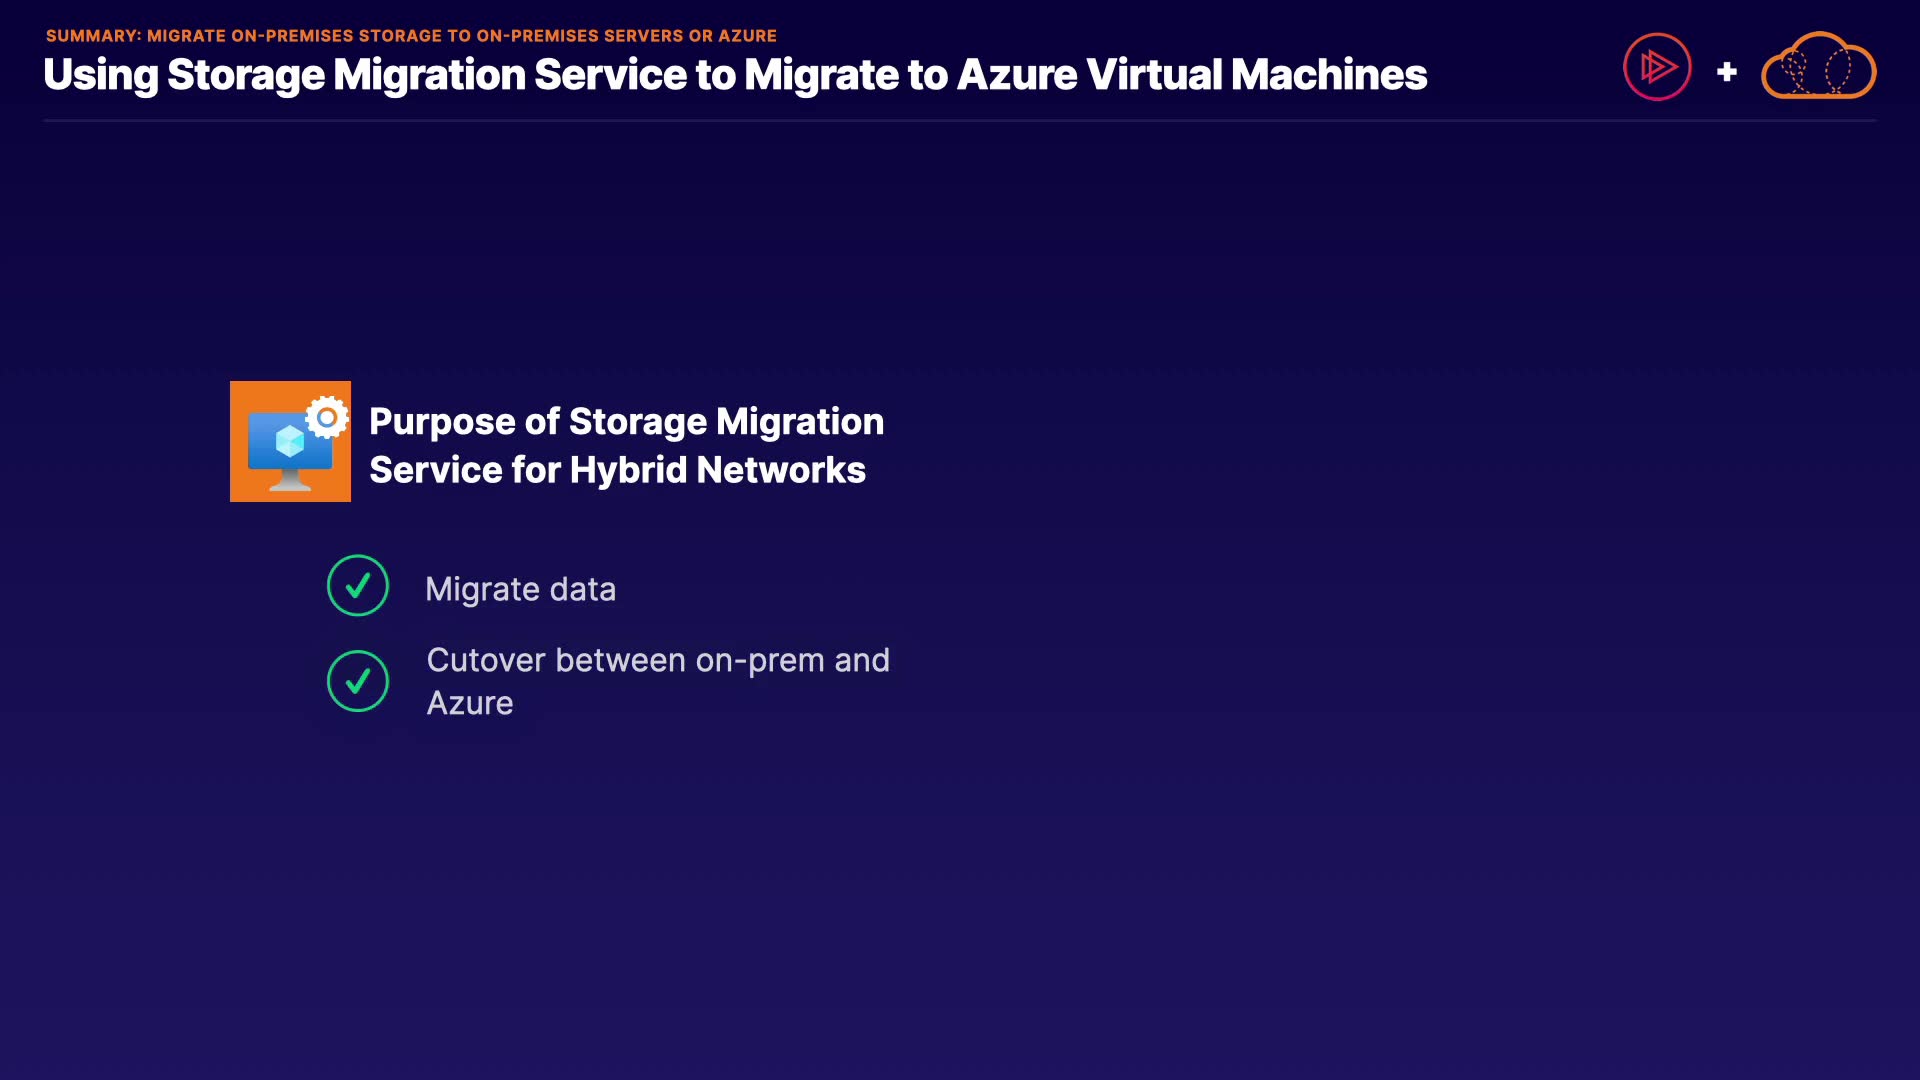 SUMMARY: MIGRATE ON-PREMISES STORAGE TO ON-PREMISES SERVERS OR AZURE
Using Storage Migration Service to Migrate to Azure Virtual Machines
+
Purpose of Storage Migration
Service for Hybrid Networks
Migrate data
Cutover between on-prem and
Azure